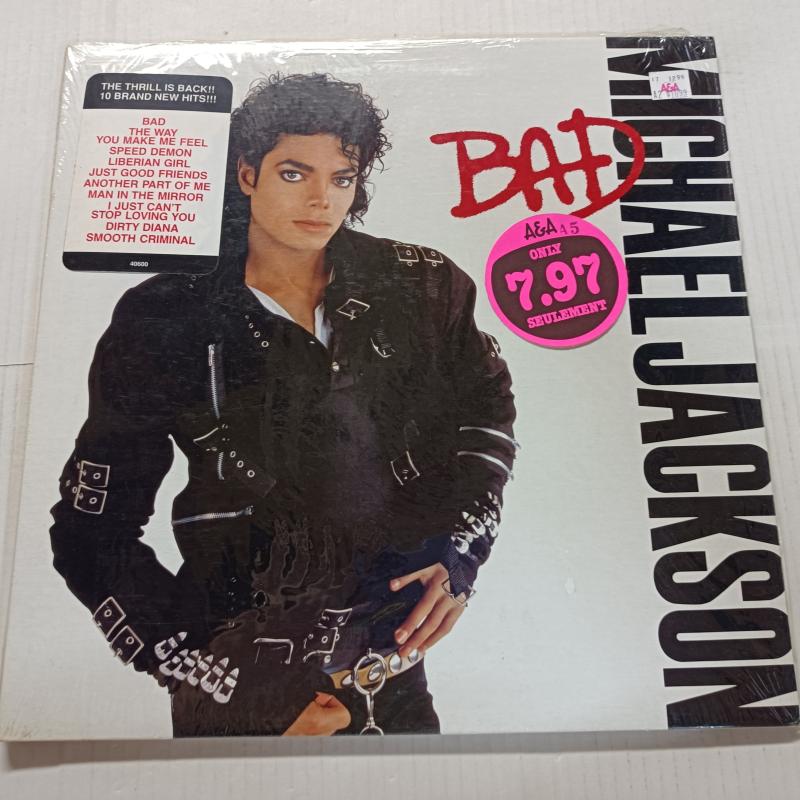 THE THRILL IS BACK!!
10 BRAND NEW HITS!!!
BAD
THE WAY
YOU MAKE ME FEEL
SPEED DEMON
LIBERIAN GIRL
JUST GOOD FRIENDS
ANOTHER PART OF ME
MAN IN THE MIRROR
I JUST CAN'T
STOP LOVING YOU
DIRTY DIANA
SMOOTH CRIMINAL
40600
BAD
A&A A5
ONLY
7.97
SEULEMENT
MICHAEL JACKSON
A&A